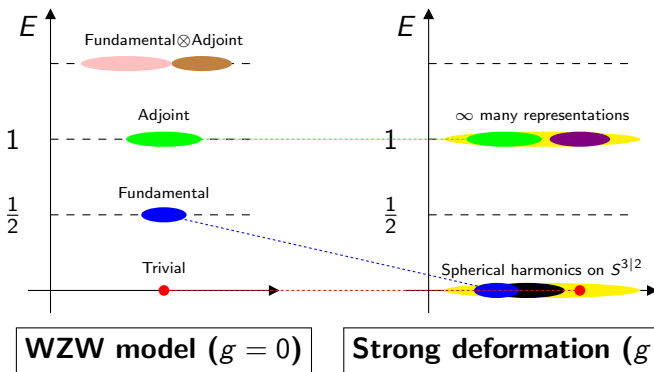 E
Fundamental⊗Adjoint
Adjoint
1
Fundamental
1/2
Trivial
WZW model (g = 0)
E
∞ many representations
1
1/2
Spherical harmonics on S^{3|2}
Strong deformation (g